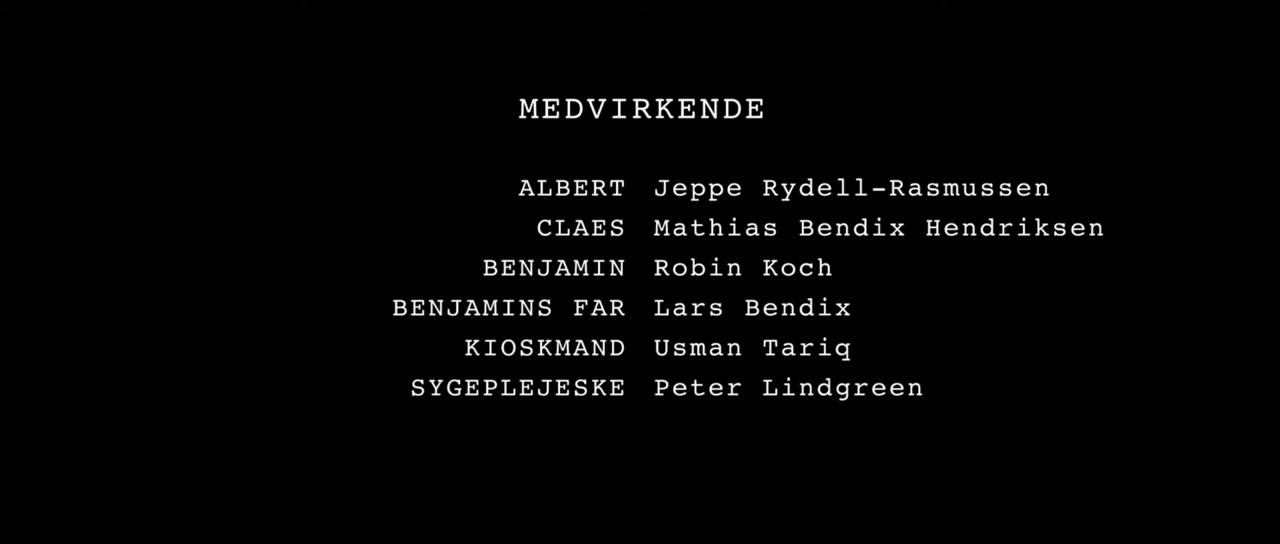 MEDVIRKENDE
ALBERT Jeppe Rydell-Rasmussen
CLAES Mathias Bendix Hendriksen
BENJAMIN Robin Koch
BENJAMINS FAR Lars Bendix
KIOSKMAND Usman Tariq
SYGEPLEJESKE Peter Lindgreen